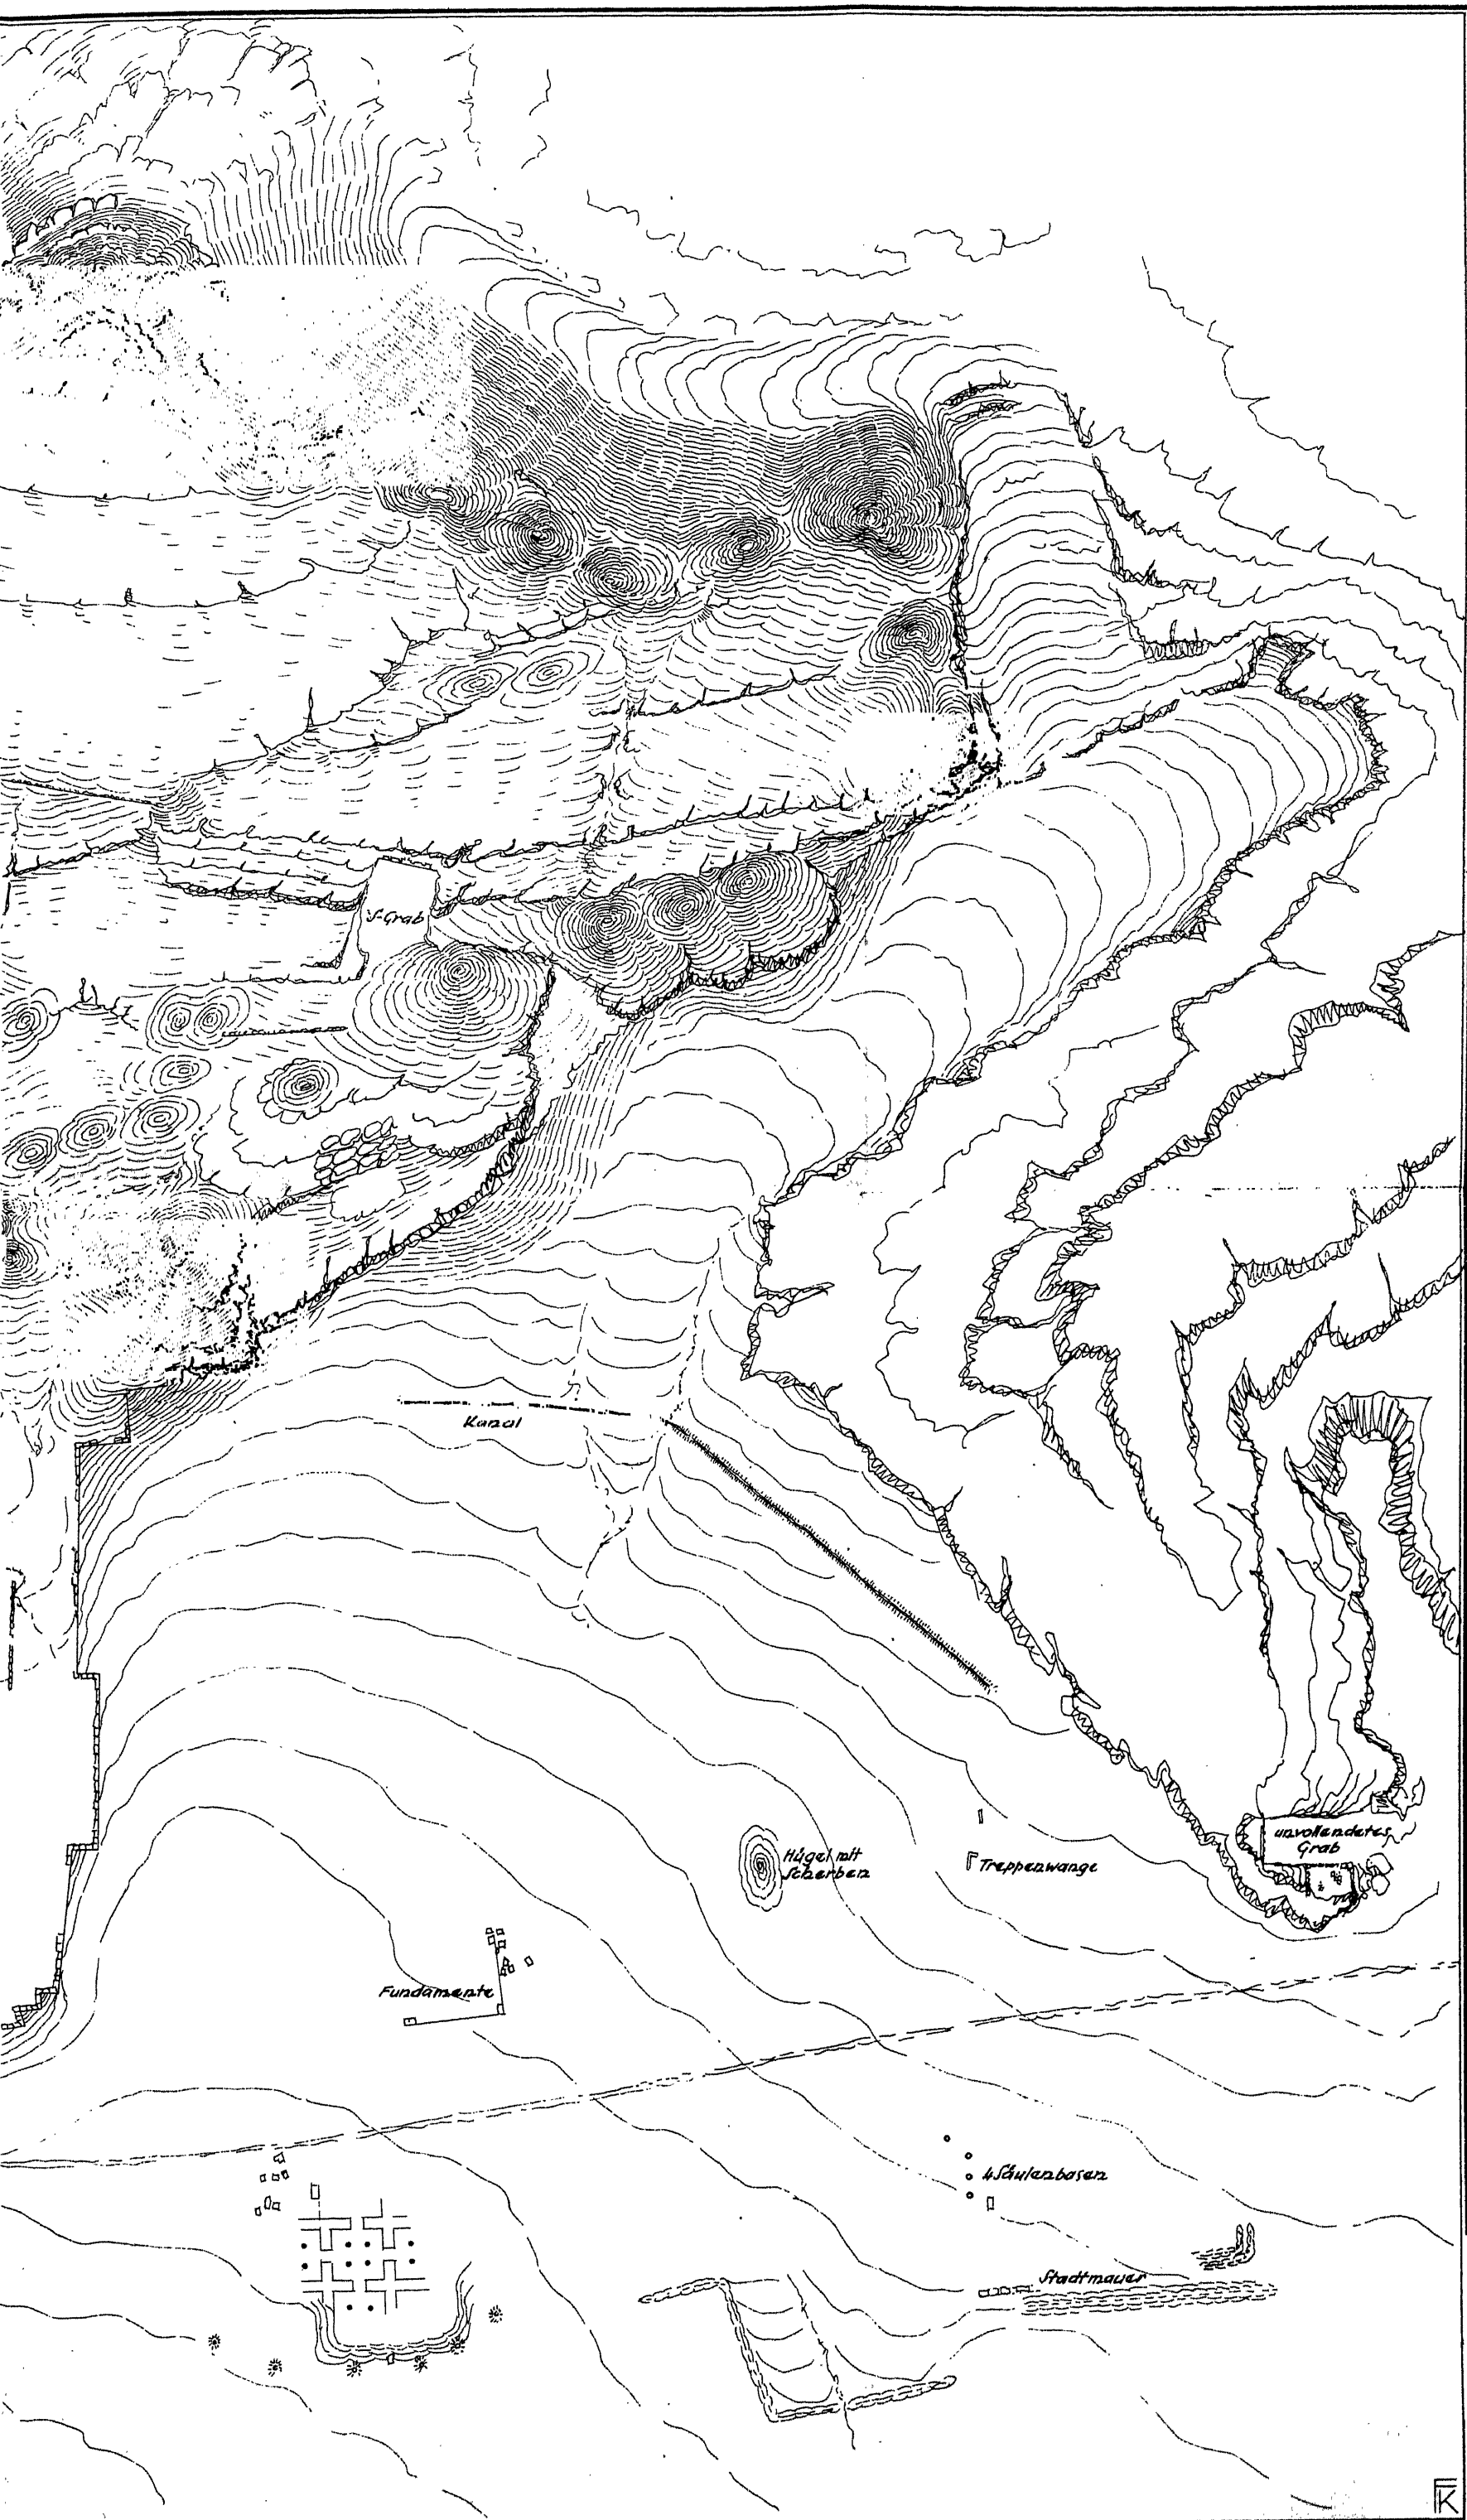 S-Grab
Kanal
unvollendetes
Grab
Hügel mit
Scherben
Treppenwange
Fundamente
4 Säulenbasen
Stadtmauer
FK